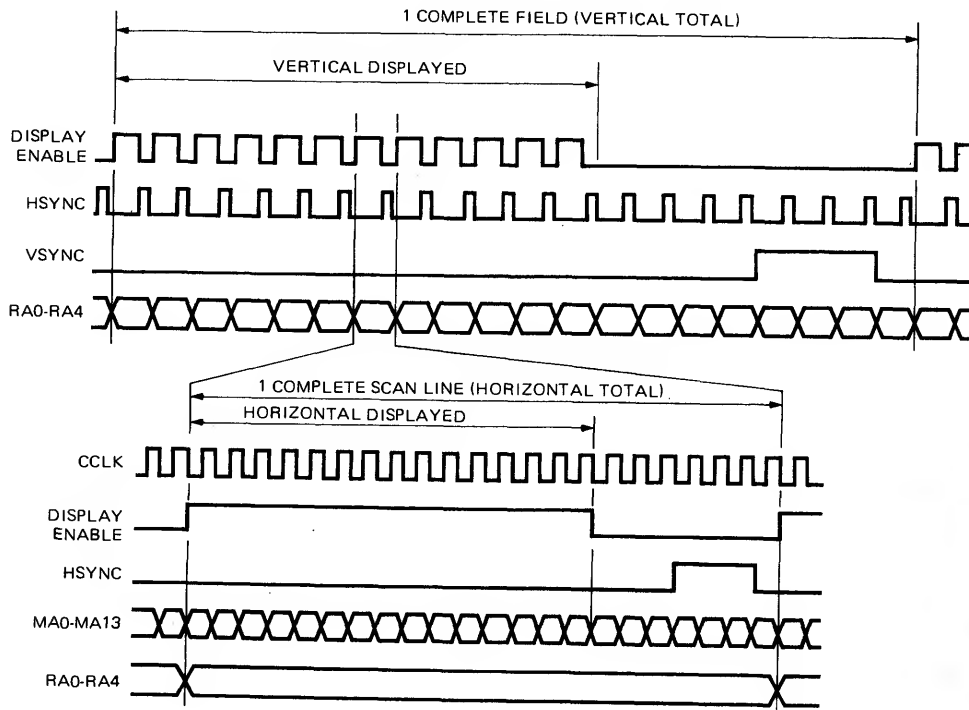 1 COMPLETE FIELD (VERTICAL TOTAL)
VERTICAL DISPLAYED
DISPLAY
ENABLE
HSYNC
VSYNC
RA0-RA4
1 COMPLETE SCAN LINE (HORIZONTAL TOTAL)
HORIZONTAL DISPLAYED
CCLK
DISPLAY
ENABLE
HSYNC
MA0-MA13
RA0-RA4